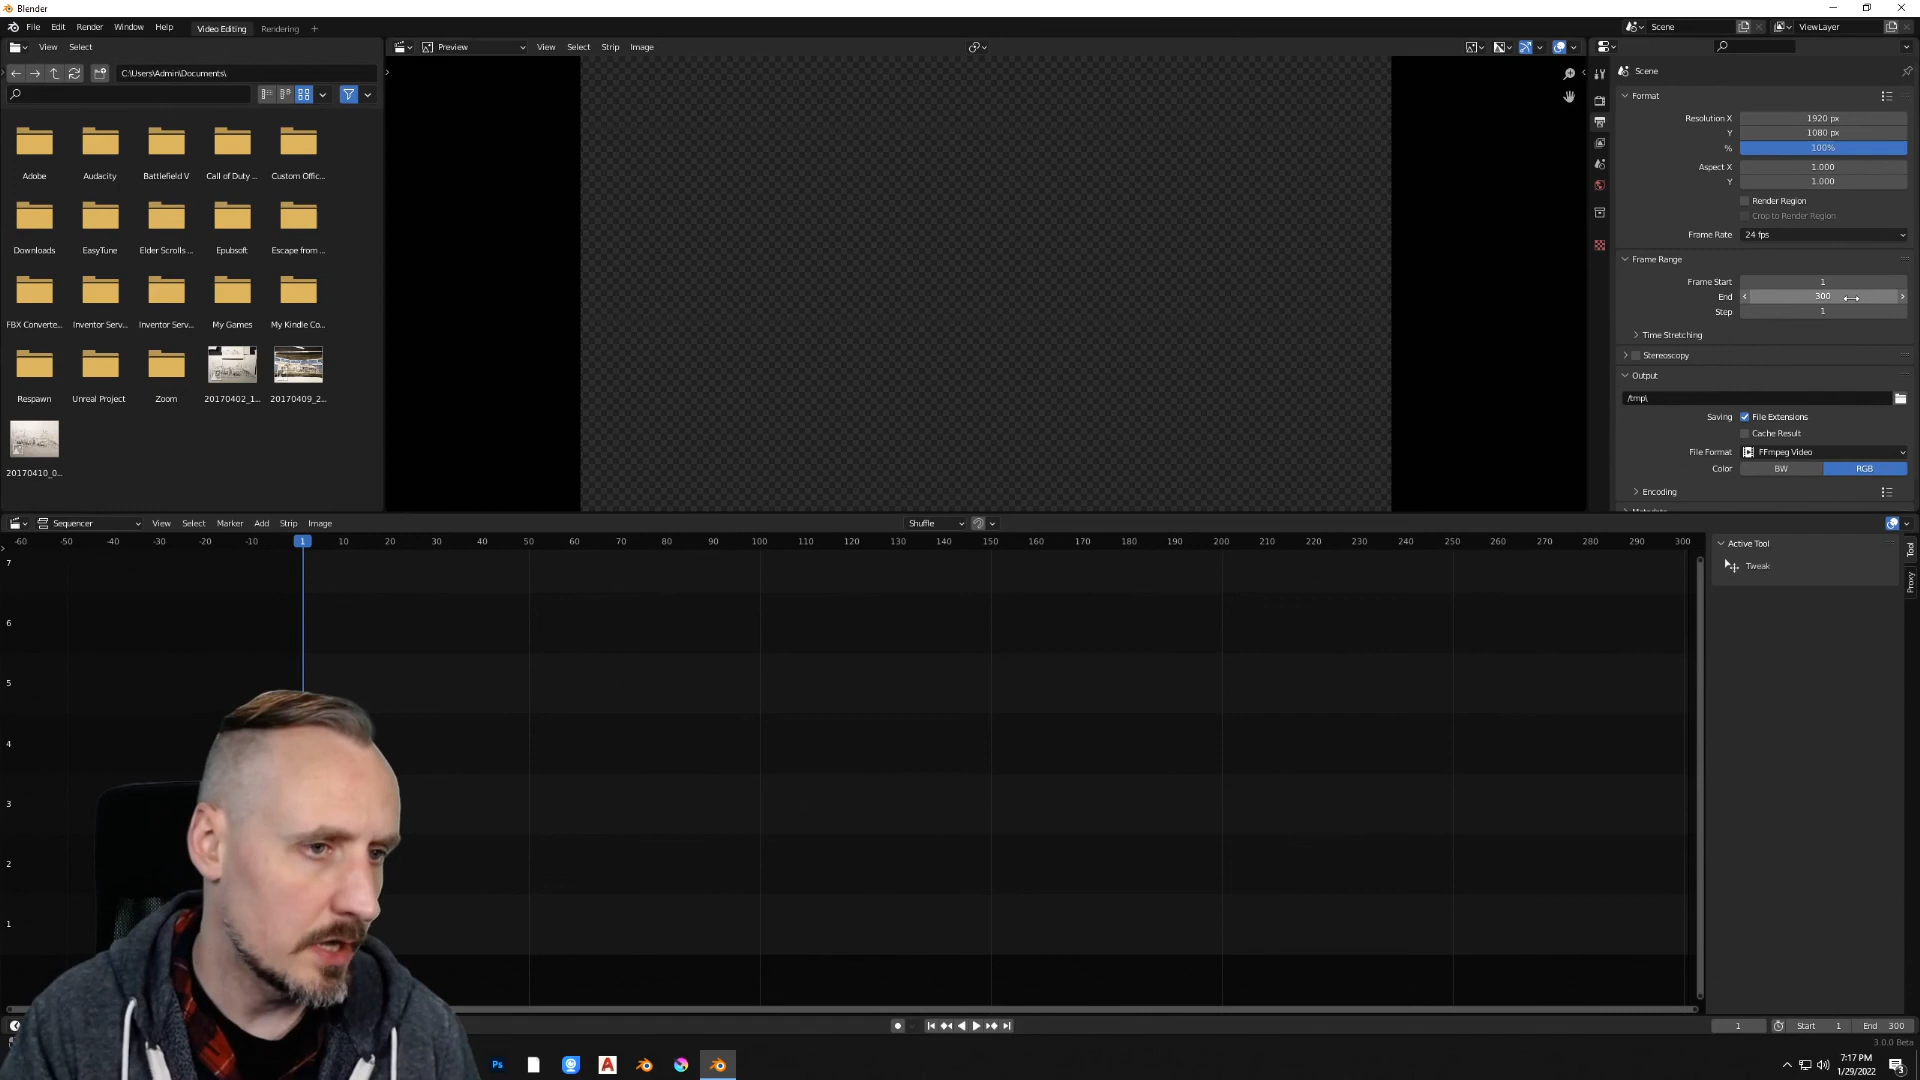 Blender
File Edit Render Window Help Video Editing Rendering + Scene ViewLayer
View Select Preview View Select Strip Image
C:\Users\Admin\Documents\
Adobe Audacity Battlefield V Call of Duty ... Custom Offic...
Downloads EasyTune Elder Scrolls ... Epubsoft Escape from ...
FBX Converte... Inventor Serv... Inventor Serv... My Games My Kindle Co...
Respawn Unreal Project Zoom 20170402_1... 20170409_2...
20170410_0...
Scene
Format
Resolution X 1920 px
Y 1080 px
% 100%
Aspect X 1.000
Y 1.000
Render Region
Crop to Render Region
Frame Rate 24 fps
Frame Range
Frame Start 1
End 300
Step 1
Time Stretching
Stereoscopy
Output
/tmp\
Saving File Extensions
Cache Result
File Format FFmpeg Video
Color BW RGB
Encoding
Sequencer View Select Marker Add Strip Image Shuffle
-60 -50 -40 -30 -20 -10 1 10 20 30 40 50 60 70 80 90 100 110 120 130 140 150 160 170 180 190 200 210 220 230 240 250 260 270 280 290 300
7
6
5
4
3
2
1
Active Tool
Tweak
Tool
Proxy
1 Start 1 End 300
3.0.0 Beta
Ps A
7:17 PM
1/29/2022
3